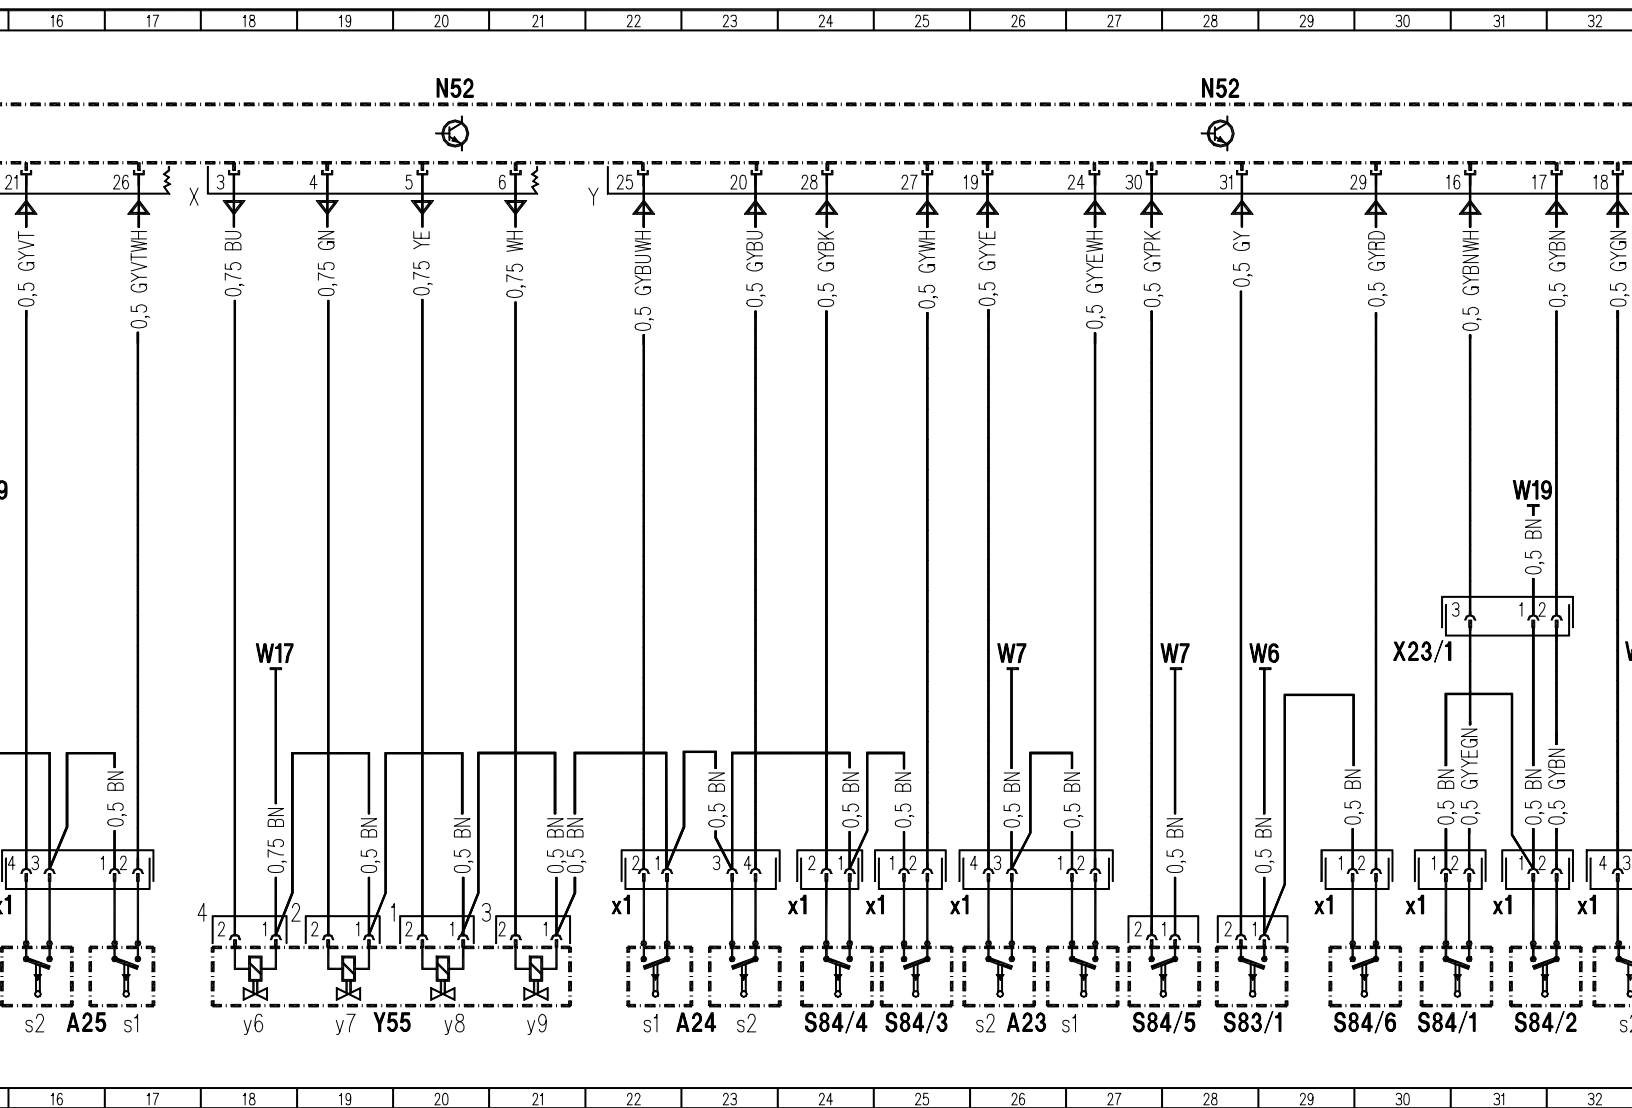 16 17 18 19 20 21 22 23 24 25 26 27 28 29 30 31 32
N52 N52
21 26 X 3 4 5 6 Y 25 20 28 27 19 24 30 31 29 16 17 18
0,5 GYVT
0,5 GYVTWH
0,75 BU
0,75 GN
0,75 YE
0,75 WH
0,5 GYBUWH
0,5 GYBU
0,5 GYBK
0,5 GYWH
0,5 GYYE
0,5 GYYEWH
0,5 GYPK
0,5 GY
0,5 GYRD
0,5 GYBNWH
0,5 GYBN
0,5 GYGN
9 W19
0,5 BN
3 1 2
X23/1
W17 W7 W7 W6
0,5 BN
0,75 BN
0,5 BN
0,5 BN
0,5 BN
0,5 BN
0,5 BN
0,5 BN
0,5 BN
0,5 BN
0,5 BN
0,5 BN
0,5 BN
0,5 BN
0,5 BN
0,5 GYYEGN
0,5 BN
0,5 GYBN
4 3 1 2 2 1 3 4 2 1 1 2 4 3 1 2 1 2 1 2 1 2 4 3
x1 x1 x1 x1 x1 x1 x1 x1 x1
4 2 1 3
2 1 2 1 2 1 2 1 2 1 2 1
s2 A25 s1 y6 y7 Y55 y8 y9 s1 A24 s2 S84/4 S84/3 s2 A23 s1 S84/5 S83/1 S84/6 S84/1 S84/2 s2
16 17 18 19 20 21 22 23 24 25 26 27 28 29 30 31 32